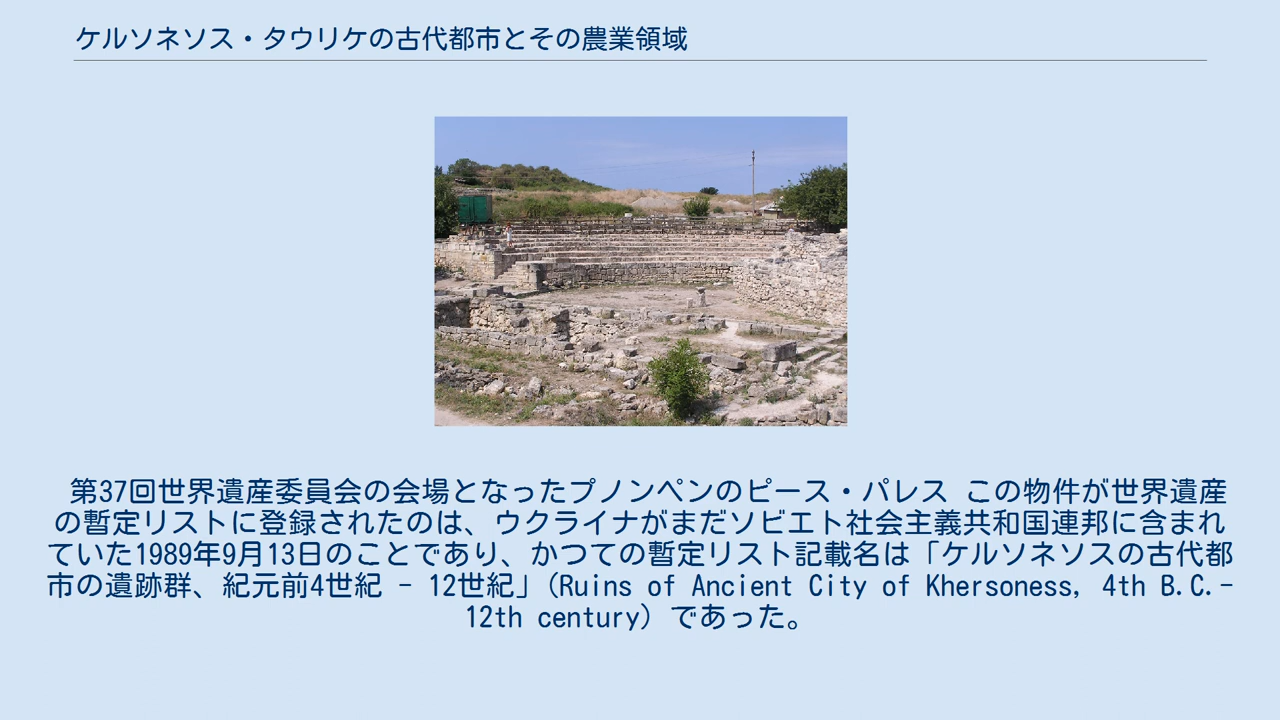 ケルソネソス・タウリケの古代都市とその農業領域
第37回世界遺産委員会の会場となったプノンペンのピース・パレス この物件が世界遺産
の暫定リストに登録されたのは、ウクライナがまだソビエト社会主義共和国連邦に含まれ
ていた1989年9月13日のことであり、かつての暫定リスト記載名は「ケルソネソスの古代都
市の遺跡群、紀元前4世紀 - 12世紀」（Ruins of Ancient City of Khersoness, 4th B.C.-
12th century）であった。